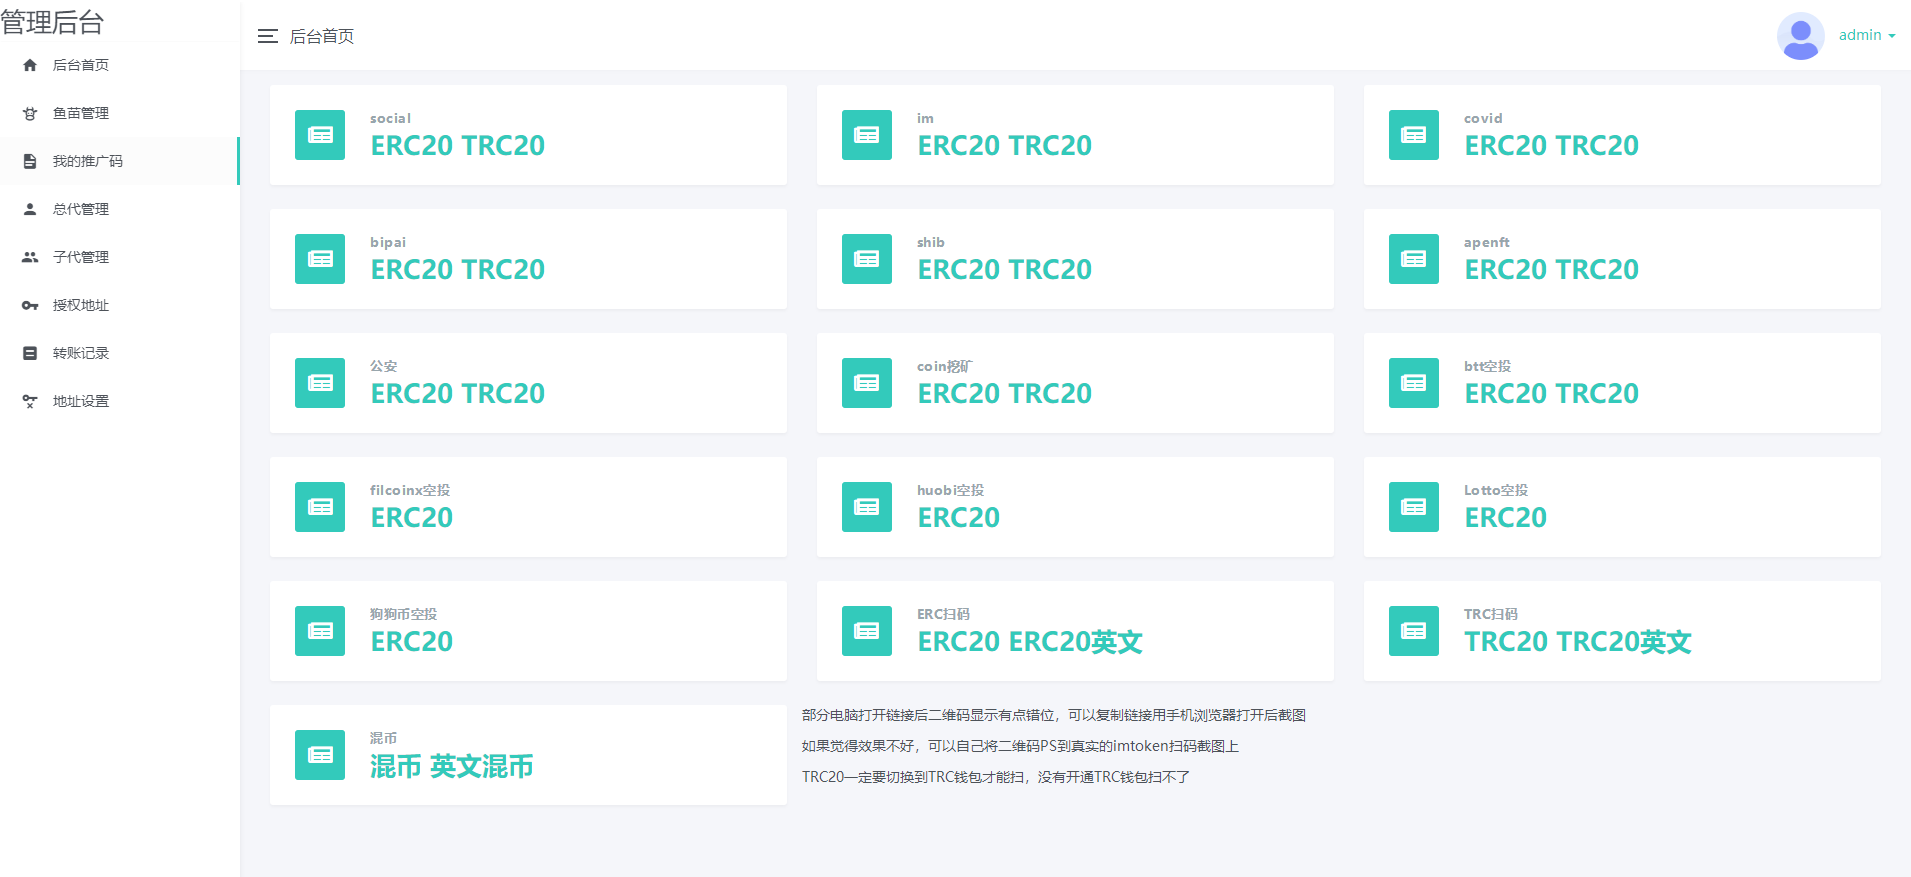 管理后台
后台首页
鱼苗管理
我的推广码
总代管理
子代管理
授权地址
转账记录
地址设置
后台首页
admin
social
ERC20 TRC20
im
ERC20 TRC20
covid
ERC20 TRC20
bipai
ERC20 TRC20
shib
ERC20 TRC20
apenft
ERC20 TRC20
公安
ERC20 TRC20
coin挖矿
ERC20 TRC20
btt空投
ERC20 TRC20
filcoinx空投
ERC20
huobi空投
ERC20
Lotto空投
ERC20
狗狗币空投
ERC20
ERC扫码
ERC20 ERC20英文
TRC扫码
TRC20 TRC20英文
混币
混币 英文混币
部分电脑打开链接后二维码显示有点错位，可以复制链接用手机浏览器打开后截图
如果觉得效果不好，可以自己将二维码PS到真实的imtoken扫码截图上
TRC20一定要切换到TRC钱包才能扫，没有开通TRC钱包扫不了